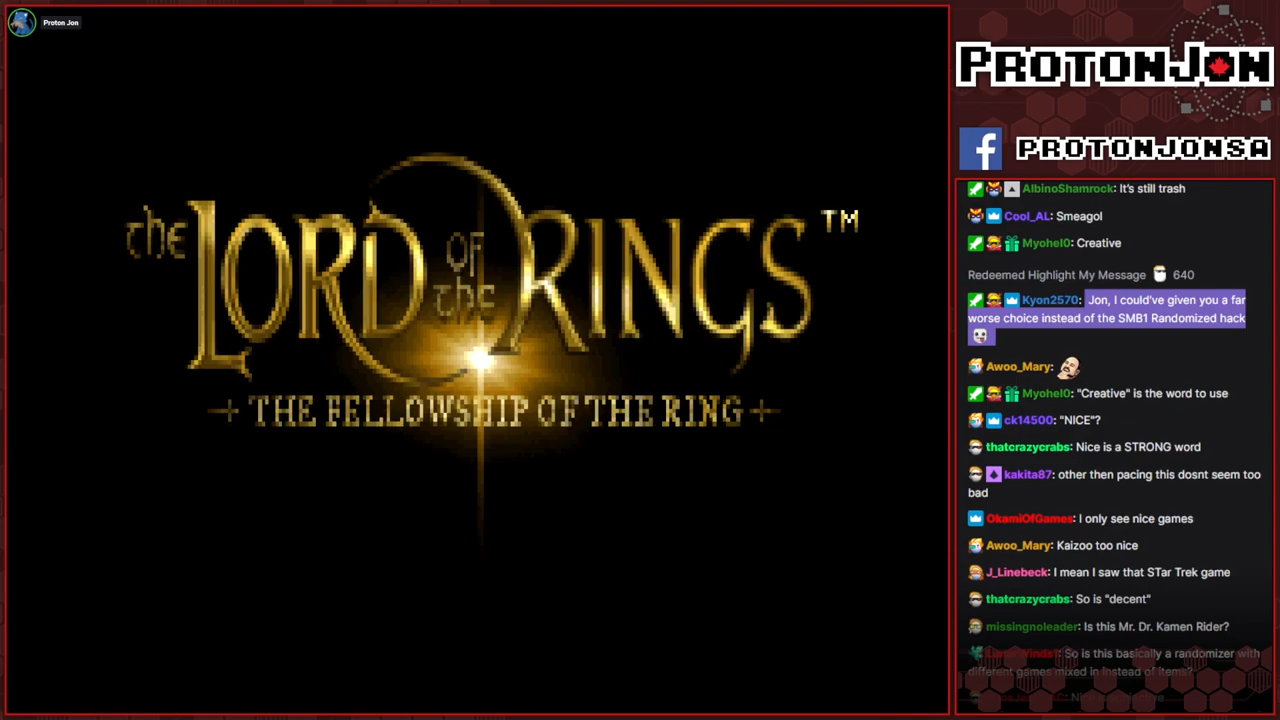 Proton Jon
PROTONJON
PROTONJONSA
the LORD OF the RINGS™
THE FELLOWSHIP OF THE RING
AlbinoShamrock: It's still trash
Cool_AL: Smeagol
Myohel0: Creative
Redeemed Highlight My Message 640
Kyon2570: Jon, I could've given you a far
worse choice instead of the SMB1 Randomized hack
Awoo_Mary:
Myohel0: "Creative" is the word to use
ck14500: "NICE"?
thatcrazycrabs: Nice is a STRONG word
kakita87: other then pacing this dosnt seem too
bad
OkamiOfGames: I only see nice games
Awoo_Mary: Kaizoo too nice
J_Linebeck: I mean I saw that STar Trek game
thatcrazycrabs: So is "decent"
missingnoleader: Is this Mr. Dr. Kamen Rider?
So is this basically a randomizer with
different games mixed in instead of items?